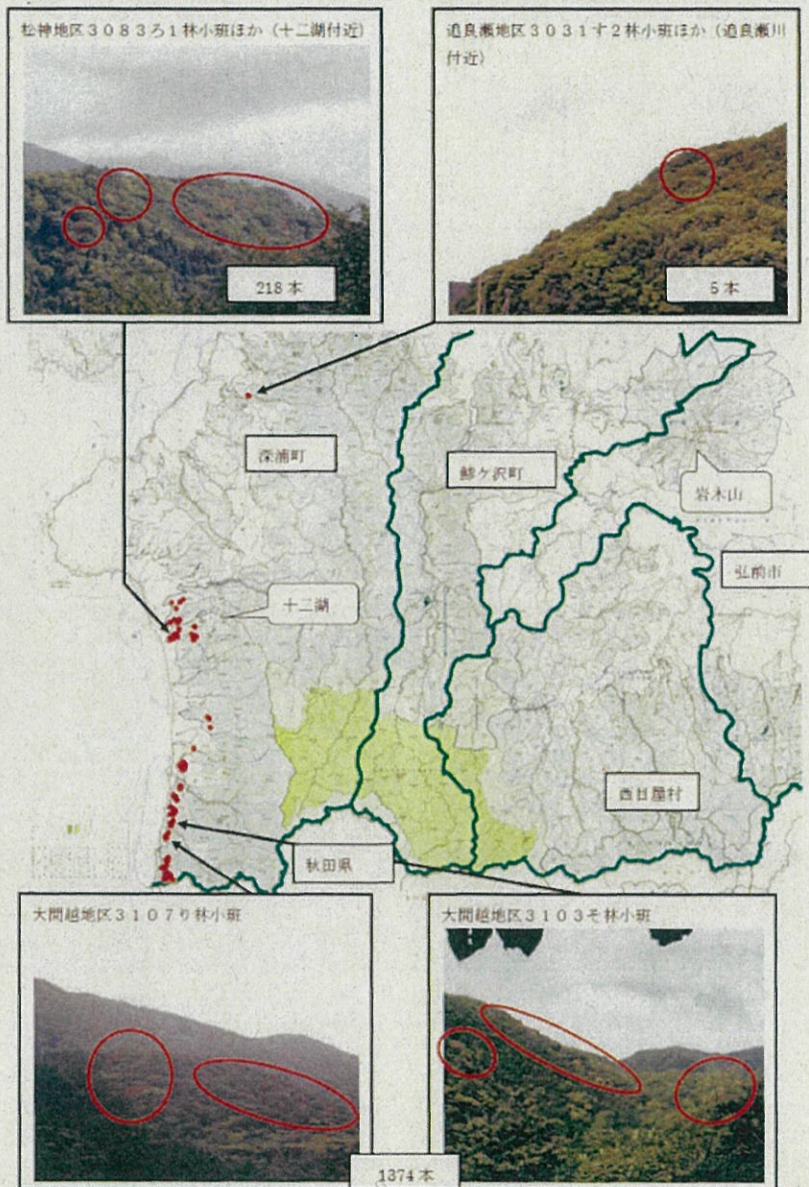 松神地区3083ろ1林小班ほか（十二湖付近）
218 本
追良瀬地区3031す2林小班ほか（追良瀬川
付近）
5 本
深浦町
鯵ケ沢町
岩木山
弘前市
十二湖
西目屋村
秋田県
大間越地区3107り林小班
大間越地区3103そ林小班
1374 本